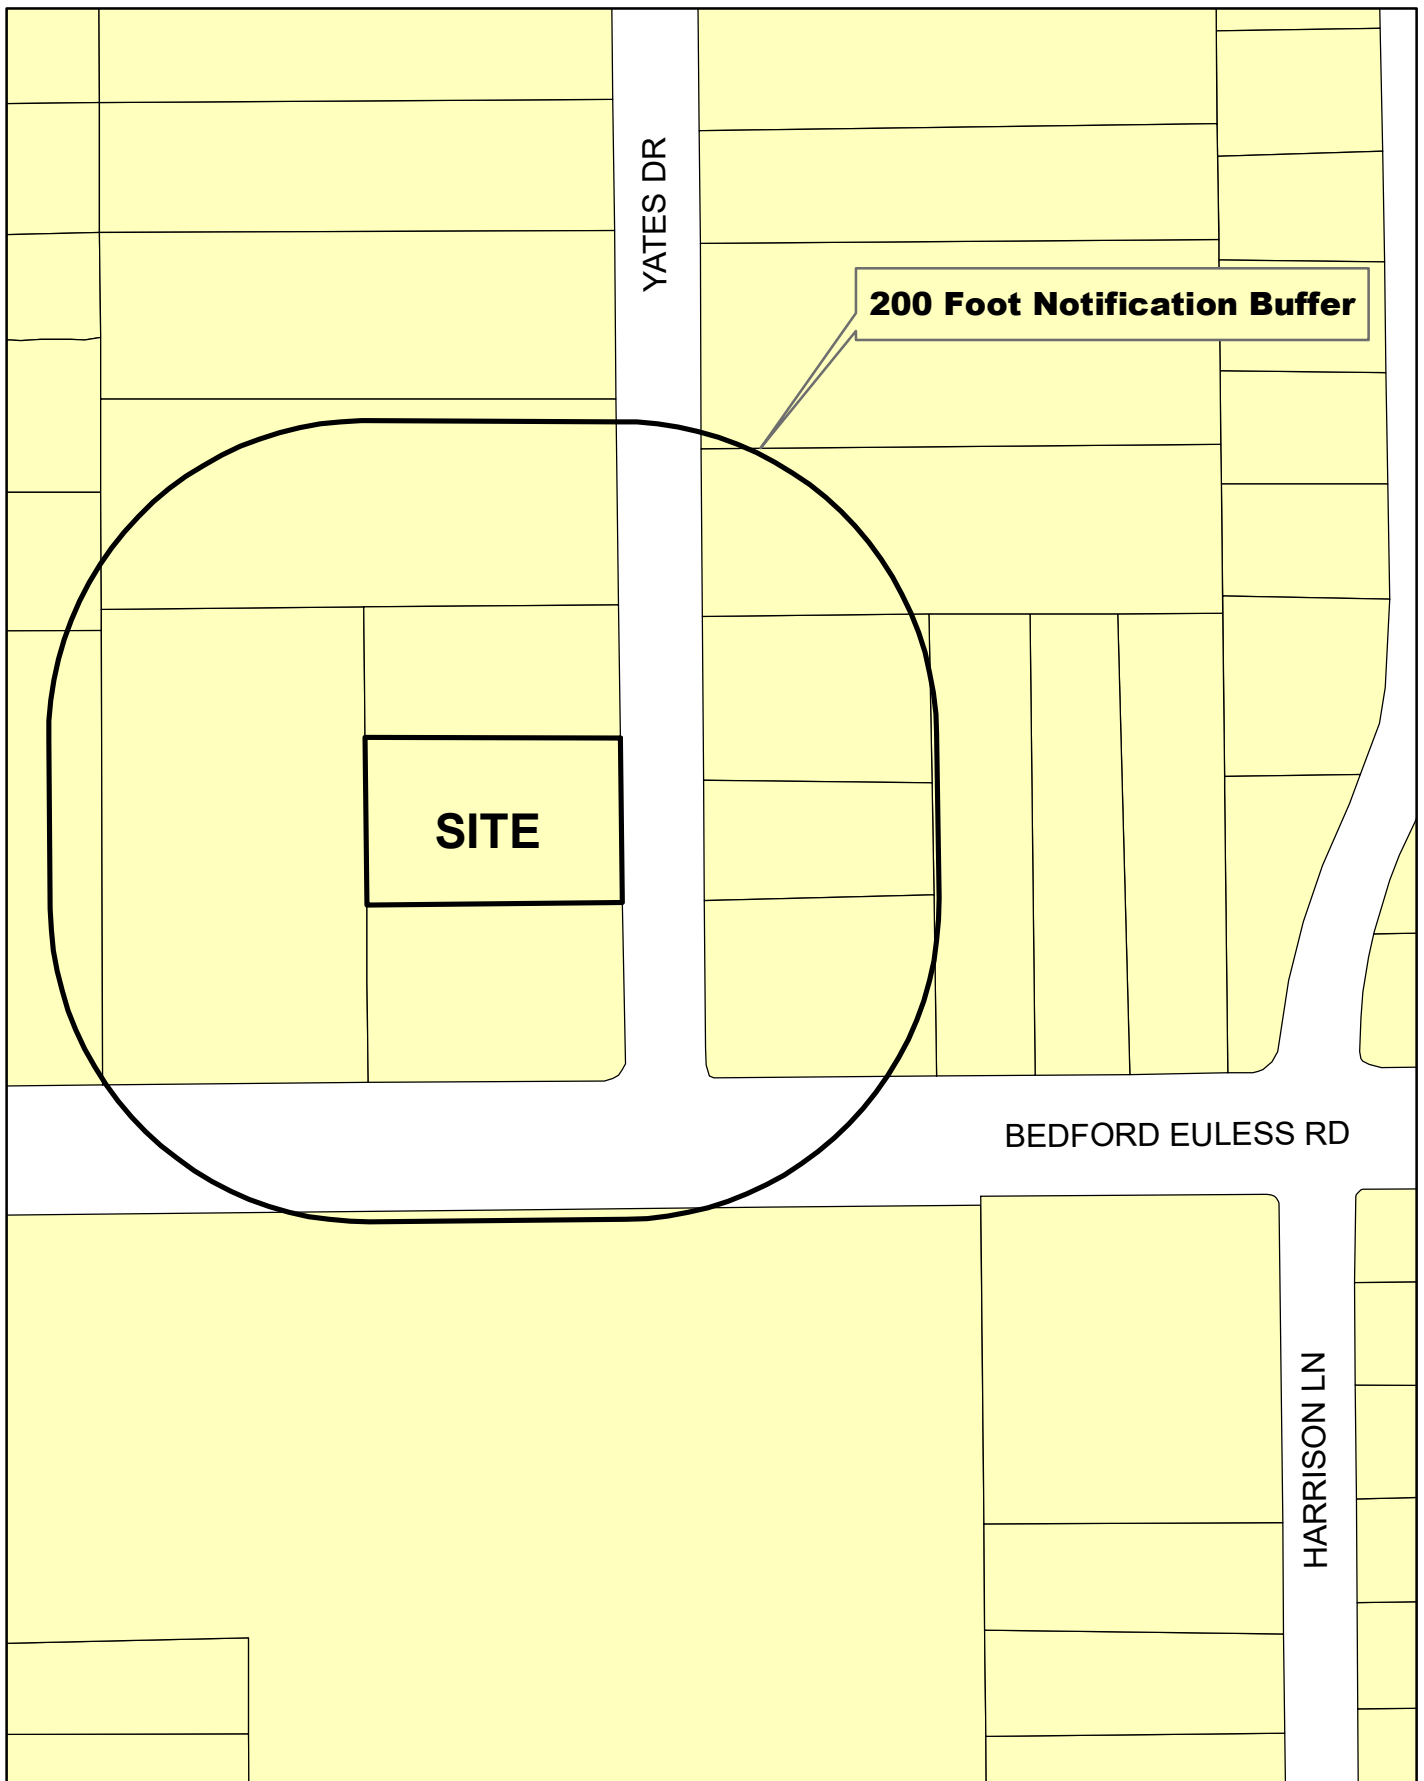 YATES DR
200 Foot Notification Buffer
SITE
BEDFORD EULESS RD
HARRISON LN